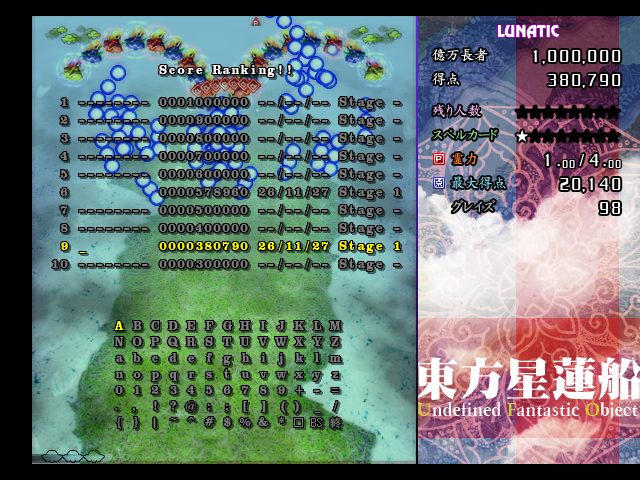 LUNATIC
億万長者 1,000,000
得点 380,790
残り人数
スペルカード
P 霊力 1.00/4.00
点 最大得点 20,140
グレイズ 98
P
Score Ranking!!
1 -------- 0001000000 --/--/-- Stage -
2 -------- 0000900000 --/--/-- Stage -
3 -------- 0000800000 --/--/-- Stage -
4 -------- 0000700000 --/--/-- Stage -
5 -------- 0000600000 --/--/-- Stage -
6 -------- 0000378960 26/11/27 Stage 1
7 -------- 0000500000 --/--/-- Stage -
8 -------- 0000400000 --/--/-- Stage -
9 _ 0000380790 26/11/27 Stage 1
10 -------- 0000300000 --/--/-- Stage -
A B C D E F G H I J K L M
N O P Q R S T U V W X Y Z
a b c d e f g h i j k l m
n o p q r s t u v w x y z
0 1 2 3 4 5 6 7 8 9 + - =
. , ! ? @ : ; [ ] ( ) _ /
{ } | ~ ^ # $ % & * □ BS 終
東方星蓮船
Undefined Fantastic Object